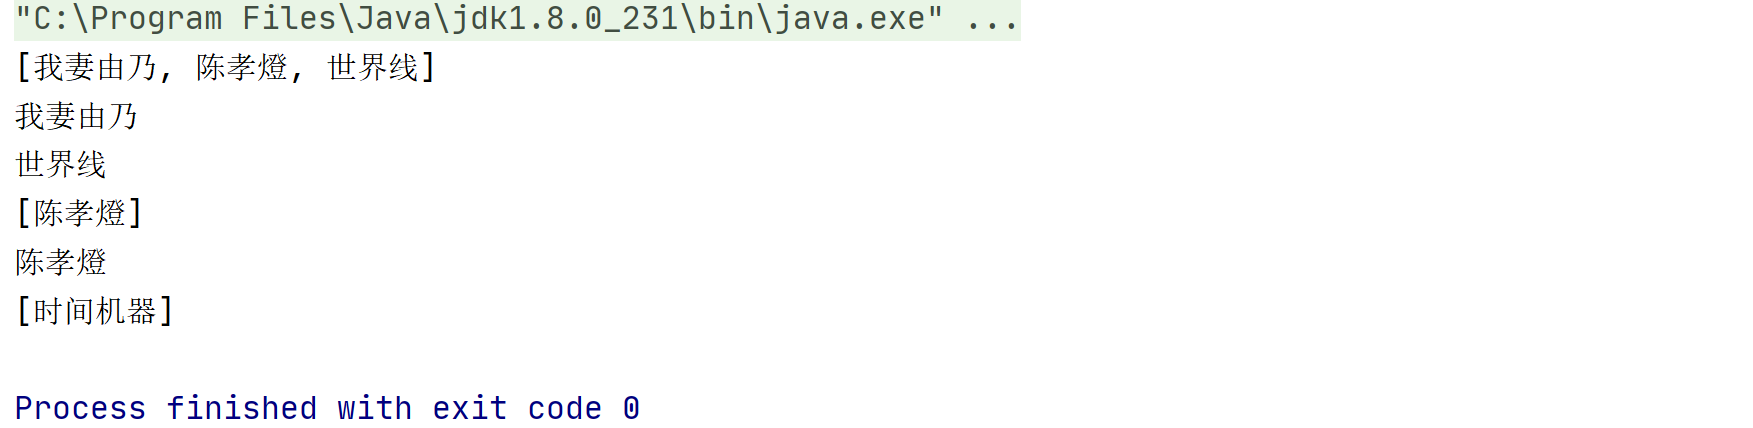 "C:\Program Files\Java\jdk1.8.0_231\bin\java.exe" ...
[我妻由乃, 陈孝燈, 世界线]
我妻由乃
世界线
[陈孝燈]
陈孝燈
[时间机器]
Process finished with exit code 0